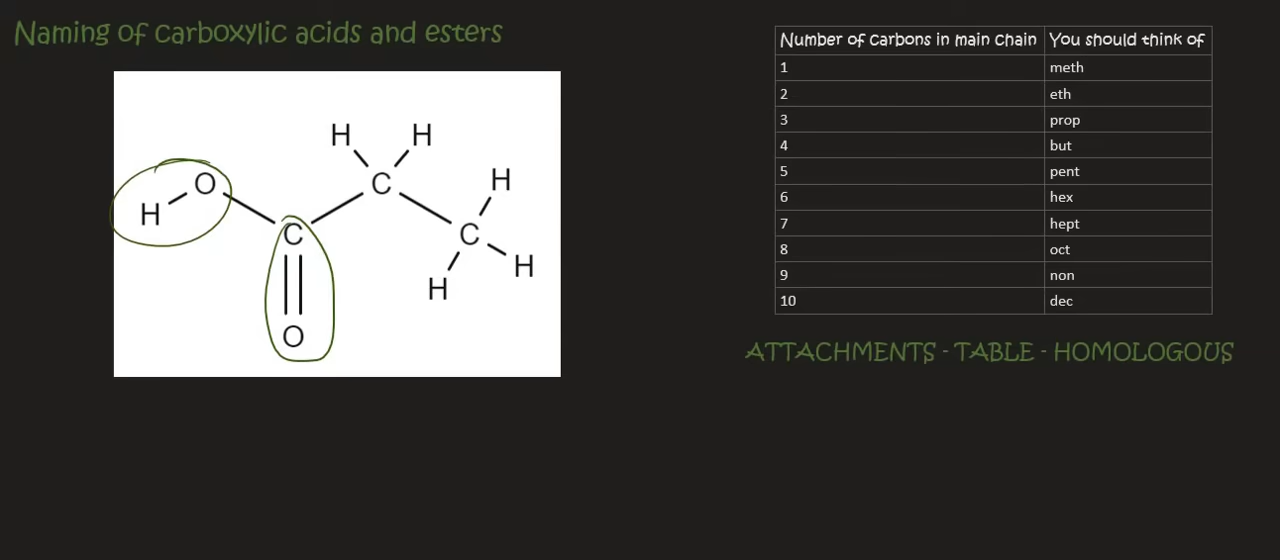 Naming of carboxylic acids and esters
H H
H O C H
C C H
H
O
Number of carbons in main chain You should think of
1 meth
2 eth
3 prop
4 but
5 pent
6 hex
7 hept
8 oct
9 non
10 dec
ATTACHMENTS - TABLE - HOMOLOGOUS